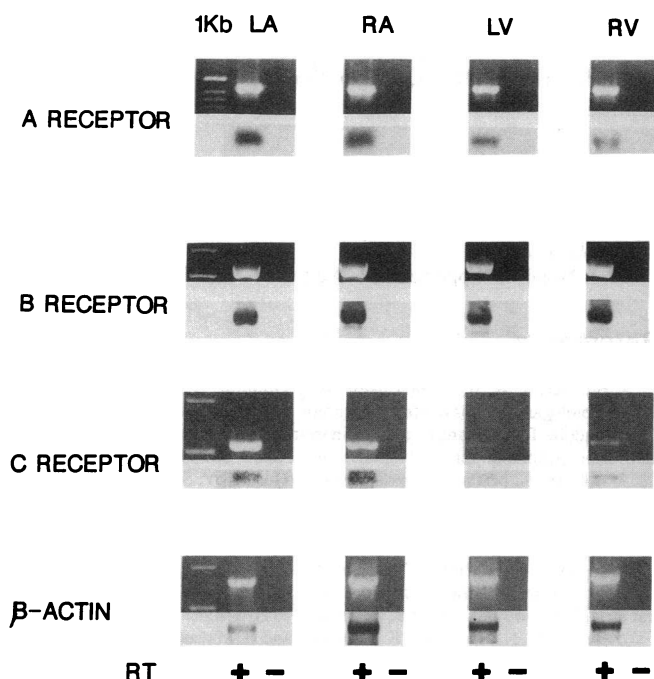 1Kb LA RA LV RV
A RECEPTOR
B RECEPTOR
C RECEPTOR
β-ACTIN
RT + − + − + − + −